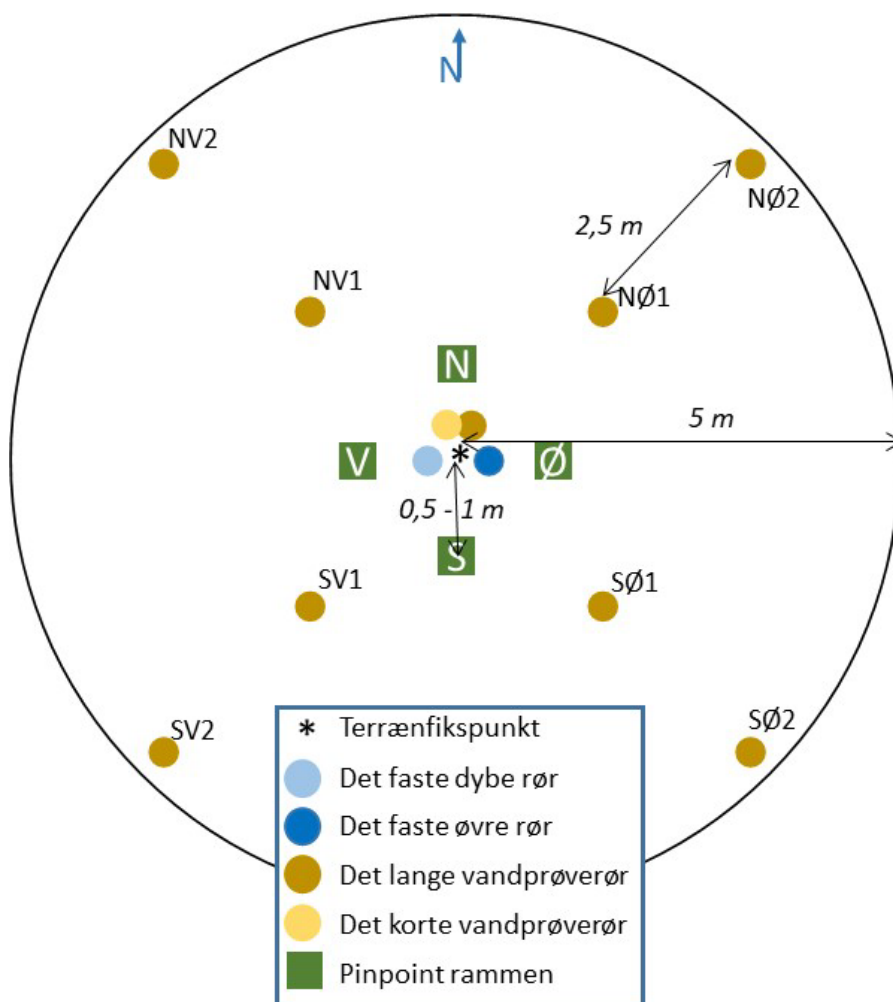 N
NV2
NØ2
2,5 m
NV1
NØ1
N
5 m
V
*
Ø
0,5 - 1 m
S
SV1
SØ1
SV2
SØ2
* Terrænfikspunkt
Det faste dybe rør
Det faste øvre rør
Det lange vandprøverør
Det korte vandprøverør
Pinpoint rammen